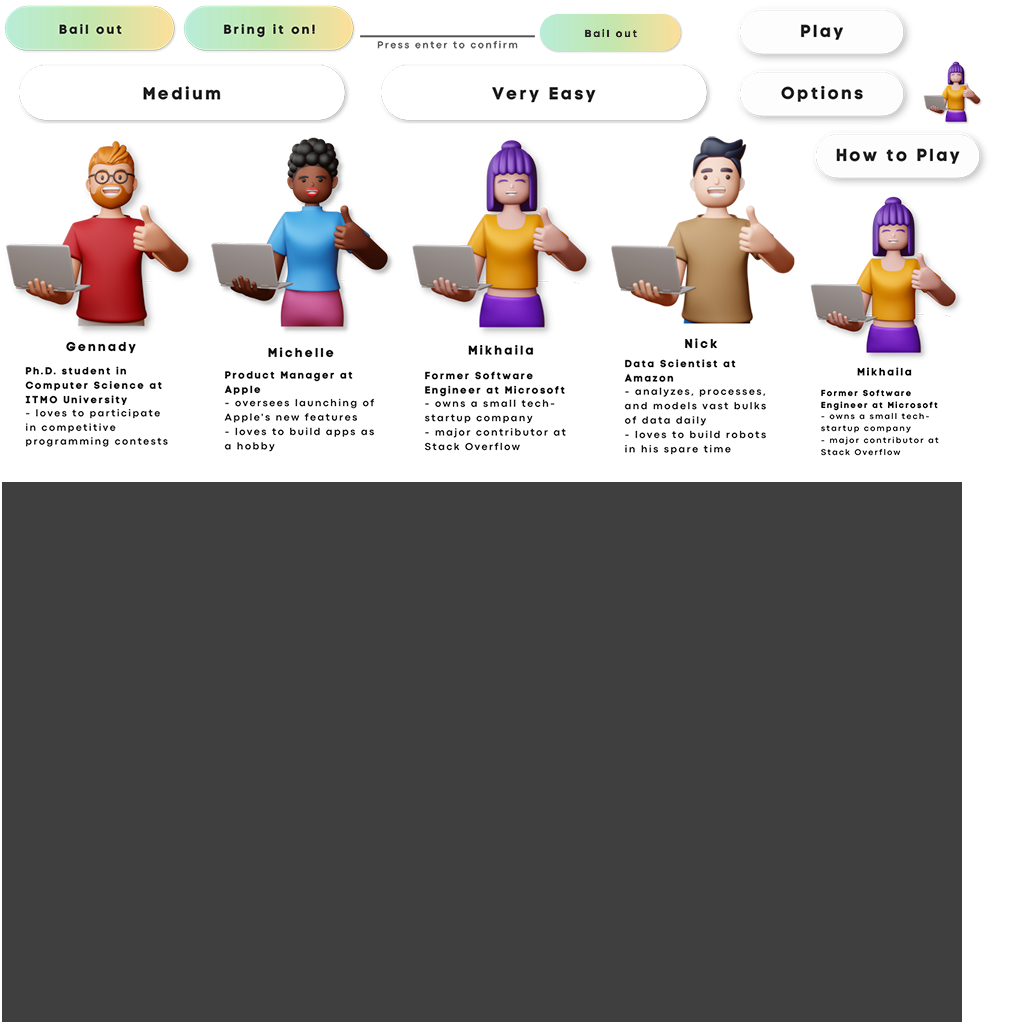 Bail out
Bring it on!
Press enter to confirm
Bail out
Play
Medium
Very Easy
Options
How to Play
Gennady
Ph.D. student in
Computer Science at
ITMO University
- loves to participate
in competitive
programming contests
Michelle
Product Manager at
Apple
- oversees launching of
Apple's new features
- loves to build apps as
a hobby
Mikhaila
Former Software
Engineer at Microsoft
- owns a small tech-
startup company
- major contributor at
Stack Overflow
Nick
Data Scientist at
Amazon
- analyzes, processes,
and models vast bulks
of data daily
- loves to build robots
in his spare time
Mikhaila
Former Software
Engineer at Microsoft
- owns a small tech-
startup company
- major contributor at
Stack Overflow